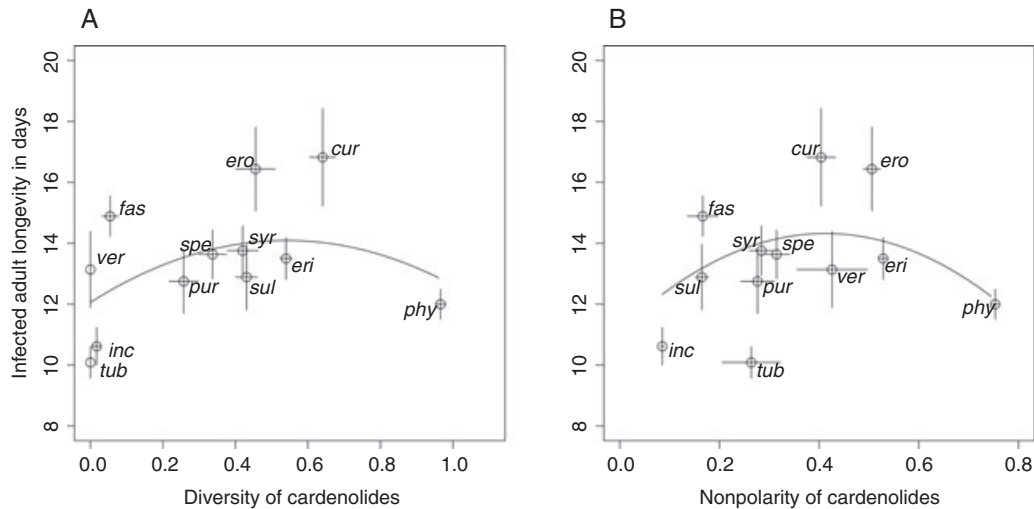 A
Infected adult longevity in days
20
18
16
14
12
10
8
ero
cur
fas
ver
spe
syr
eri
pur
sul
phy
inc
tub
0.0 0.2 0.4 0.6 0.8 1.0
Diversity of cardenolides
B
20
18
16
14
12
10
8
cur
ero
fas
syr
spe
sul
pur
ver
eri
phy
inc
tub
0.0 0.2 0.4 0.6 0.8
Nonpolarity of cardenolides